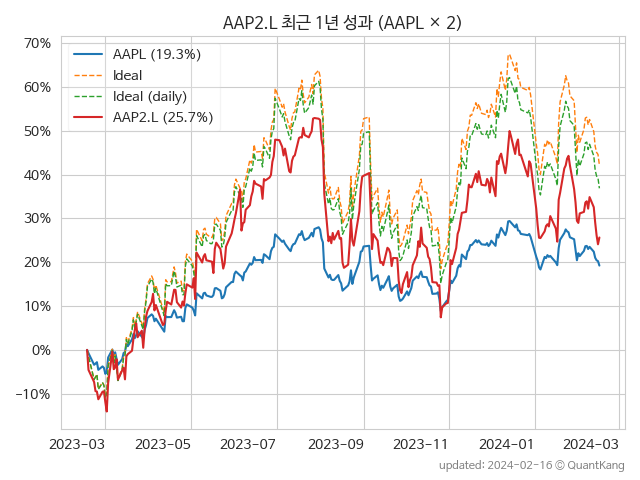 AAP2.L 최근 1년 성과 (AAPL × 2)
70%
60%
50%
40%
30%
20%
10%
0%
−10%
AAPL (19.3%)
Ideal
Ideal (daily)
AAP2.L (25.7%)
2023-03 2023-05 2023-07 2023-09 2023-11 2024-01 2024-03
updated: 2024-02-16 © QuantKang